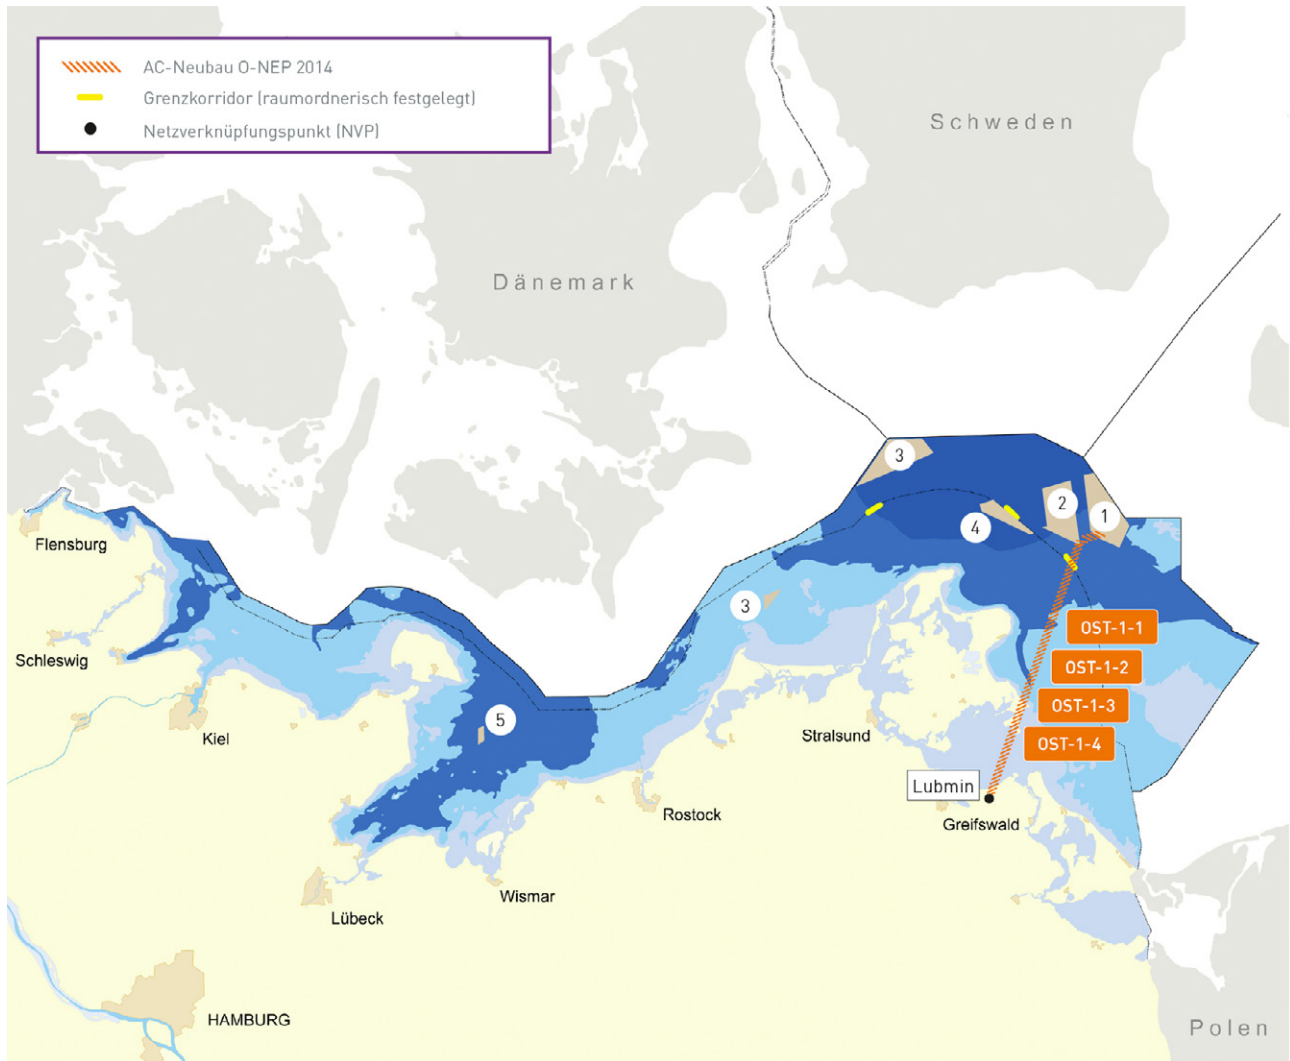 AC-Neubau O-NEP 2014
Grenzkorridor (raumordnerisch festgelegt)
Netzverknüpfungspunkt (NVP)
Schweden
Dänemark
3
2
1
4
Flensburg
3
OST-1-1
Schleswig
OST-1-2
OST-1-3
5
Kiel
Stralsund
OST-1-4
Lubmin
Rostock
Greifswald
Wismar
Lübeck
HAMBURG
Polen